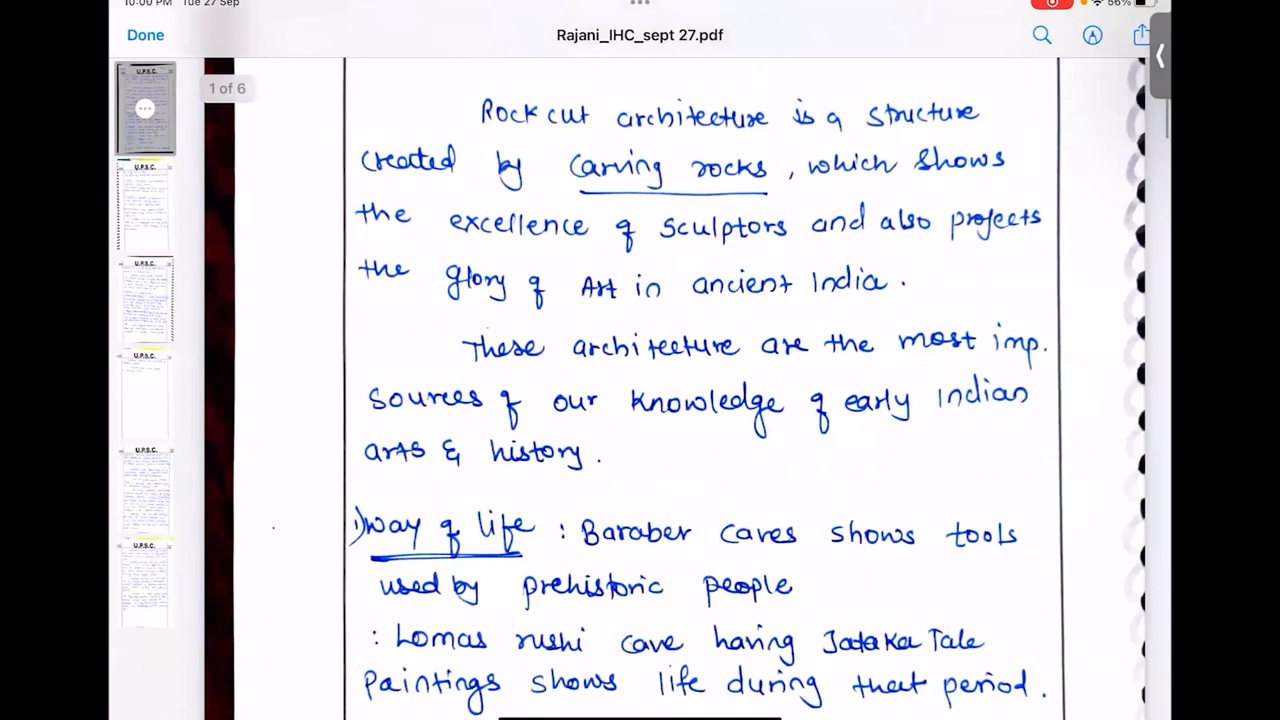 10:00 PM Tue 27 Sep
56%
Done
Rajani_IHC_sept 27.pdf
1 of 6
U.P.S.C.
U.P.S.C.
U.P.S.C.
U.P.S.C.
U.P.S.C.
U.P.S.C.
Rock cut architecture is a structure
created by carving rocks, which shows
the excellence of sculptors and also projects
the glory of Art in ancient India.
These architecture are the most imp.
sources of our knowledge of early Indian
arts & history.
1) Way of life : Baraber caves shows tools
used by prehistoric people
: Lomas rushi cave having Jataka Tale
Paintings shows life during that period.